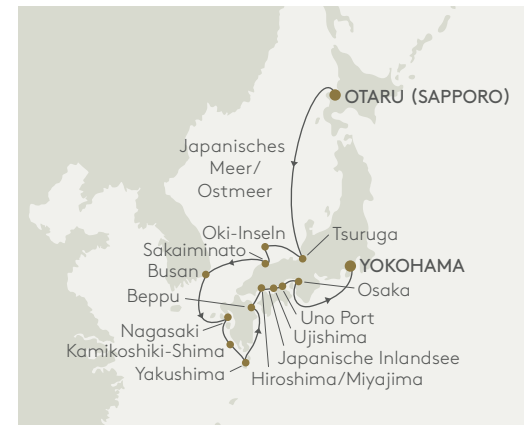 OTARU (SAPPORO)
Japanisches
Meer/
Ostmeer
Oki-Inseln
Tsuruga
Sakaiminato
Busan
YOKOHAMA
Beppu
Osaka
Uno Port
Nagasaki
Ujishima
Kamikoshiki-Shima
Japanische Inlandsee
Yakushima
Hiroshima/Miyajima